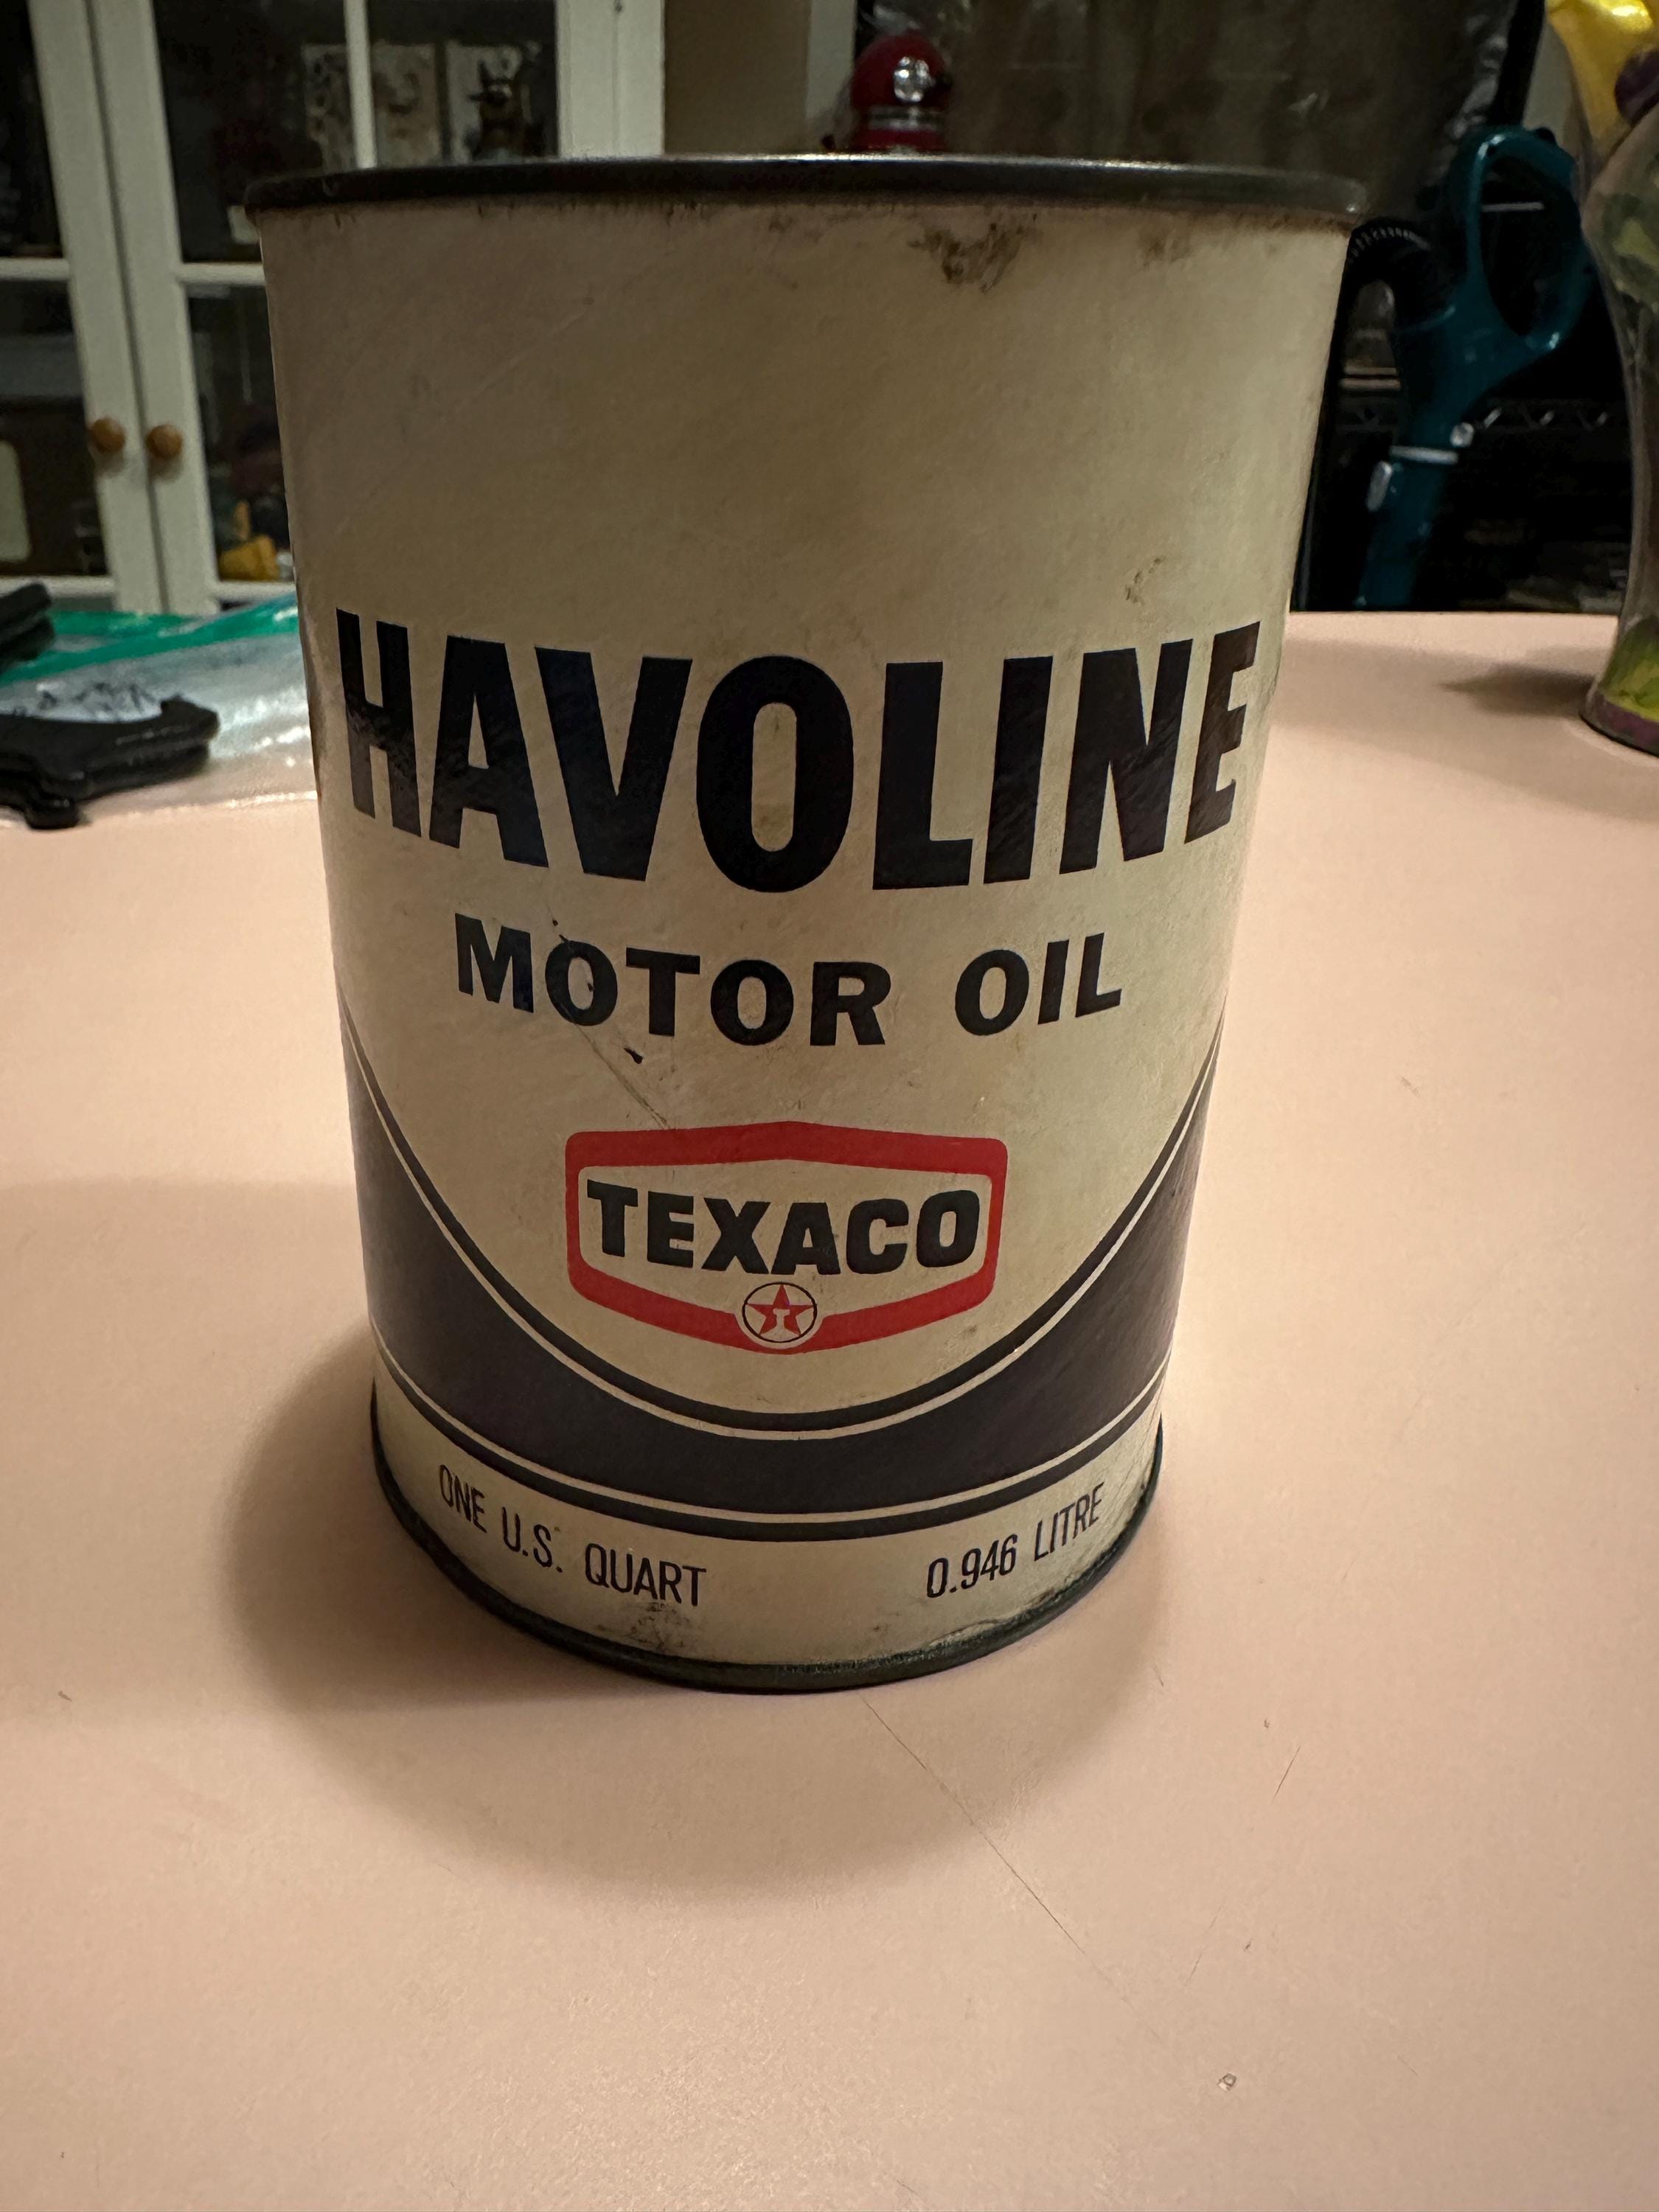 HAVOLINE
MOTOR OIL
TEXACO
T
ONE U.S. QUART 0.946 LITRE